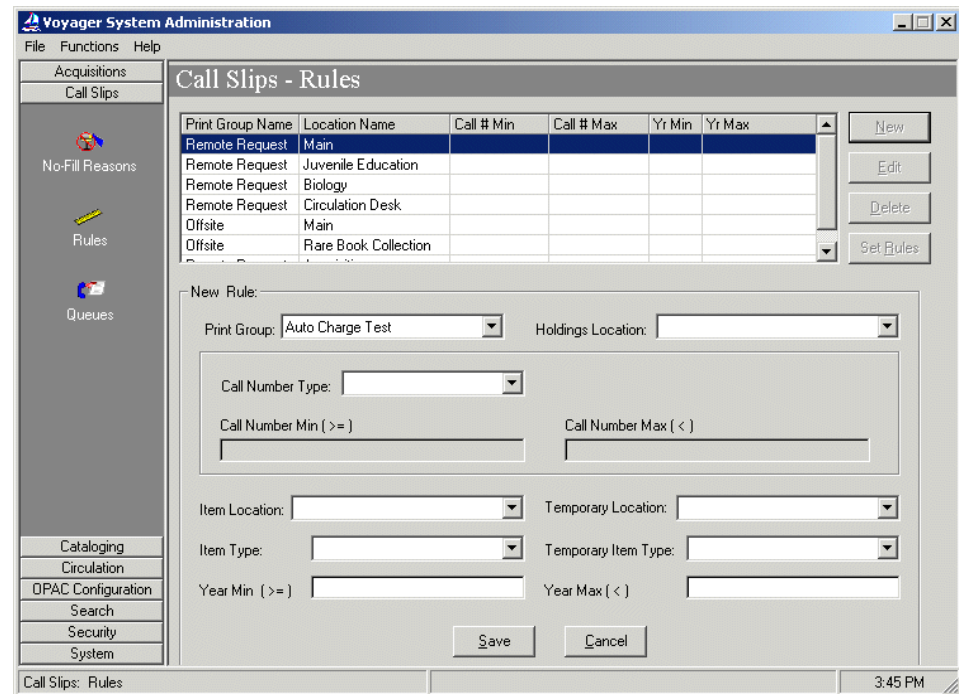 Voyager System Administration
File Functions Help
Acquisitions
Call Slips
No-Fill Reasons
Rules
Queues
Cataloging
Circulation
OPAC Configuration
Search
Security
System
Call Slips - Rules
Print Group Name Location Name Call # Min Call # Max Yr Min Yr Max
Remote Request Main
Remote Request Juvenile Education
Remote Request Biology
Remote Request Circulation Desk
Offsite Main
Offsite Rare Book Collection
New
Edit
Delete
Set Rules
New Rule:
Print Group: Auto Charge Test Holdings Location:
Call Number Type:
Call Number Min ( >= ) Call Number Max ( < )
Item Location: Temporary Location:
Item Type: Temporary Item Type:
Year Min ( >= ) Year Max ( < )
Save Cancel
Call Slips: Rules 3:45 PM